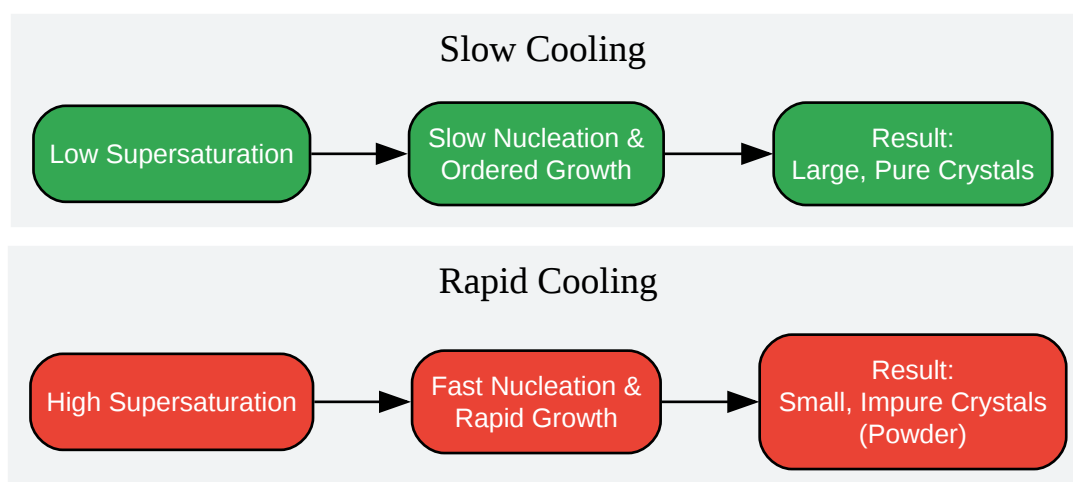 Slow Cooling
Low Supersaturation
Slow Nucleation &
Ordered Growth
Result:
Large, Pure Crystals
Rapid Cooling
High Supersaturation
Fast Nucleation &
Rapid Growth
Result:
Small, Impure Crystals
(Powder)